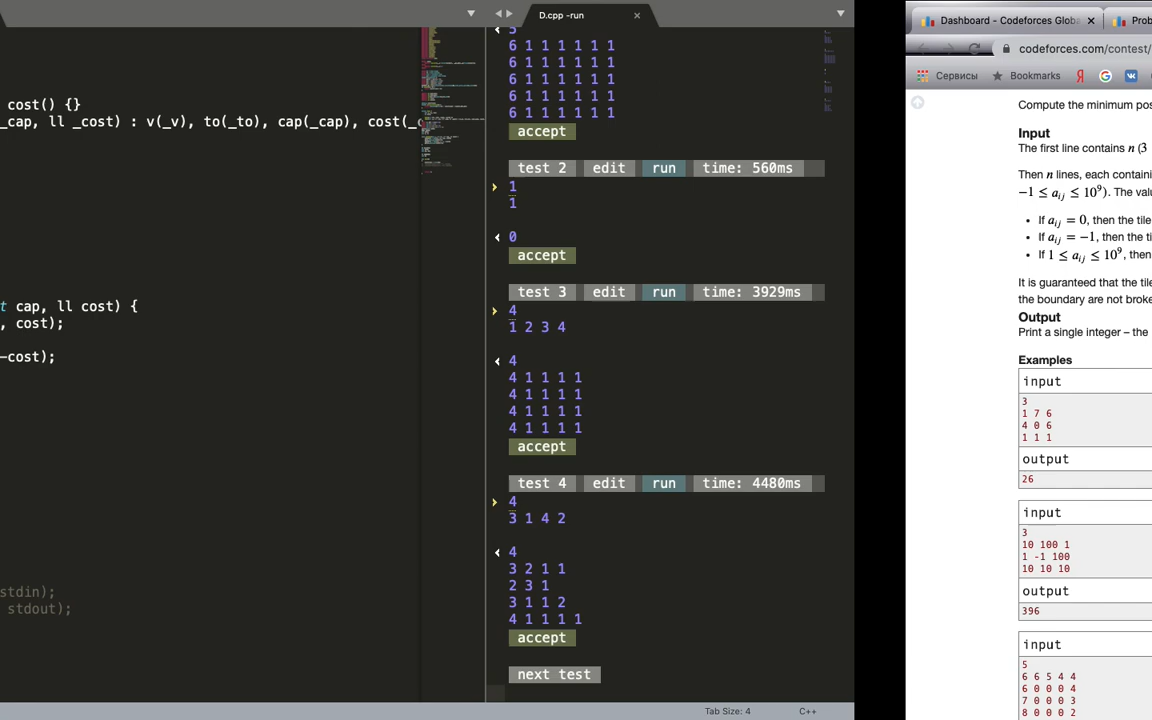 D.cpp -run
cost() {}
_cap, ll _cost) : v(_v), to(_to), cap(_cap), cost(_c
t cap, ll cost) {
, cost);
-cost);
stdin);
stdout);
5
6 1 1 1 1 1 1
6 1 1 1 1 1 1
6 1 1 1 1 1 1
6 1 1 1 1 1 1
6 1 1 1 1 1 1
accept
test 2 edit run time: 560ms
1
1
0
accept
test 3 edit run time: 3929ms
4
1 2 3 4
4
4 1 1 1 1
4 1 1 1 1
4 1 1 1 1
4 1 1 1 1
accept
test 4 edit run time: 4480ms
4
3 1 4 2
4
3 2 1 1
2 3 1
3 1 1 2
4 1 1 1 1
accept
next test
Tab Size: 4 C++
Dashboard - Codeforces Globa Prob
codeforces.com/contest/
Сервисы Bookmarks Я G
Compute the minimum pos
Input
The first line contains n (3
Then n lines, each containi
−1 ≤ aij ≤ 10⁹). The valu
• If aij = 0, then the tile
• If aij = −1, then the ti
• If 1 ≤ aij ≤ 10⁹, then
It is guaranteed that the tile
the boundary are not broke
Output
Print a single integer – the
Examples
input
3
1 7 6
4 0 6
1 1 1
output
26
input
3
10 100 1
1 -1 100
10 10 10
output
396
input
5
6 6 5 4 4
6 0 0 0 4
7 0 0 0 3
8 0 0 0 2